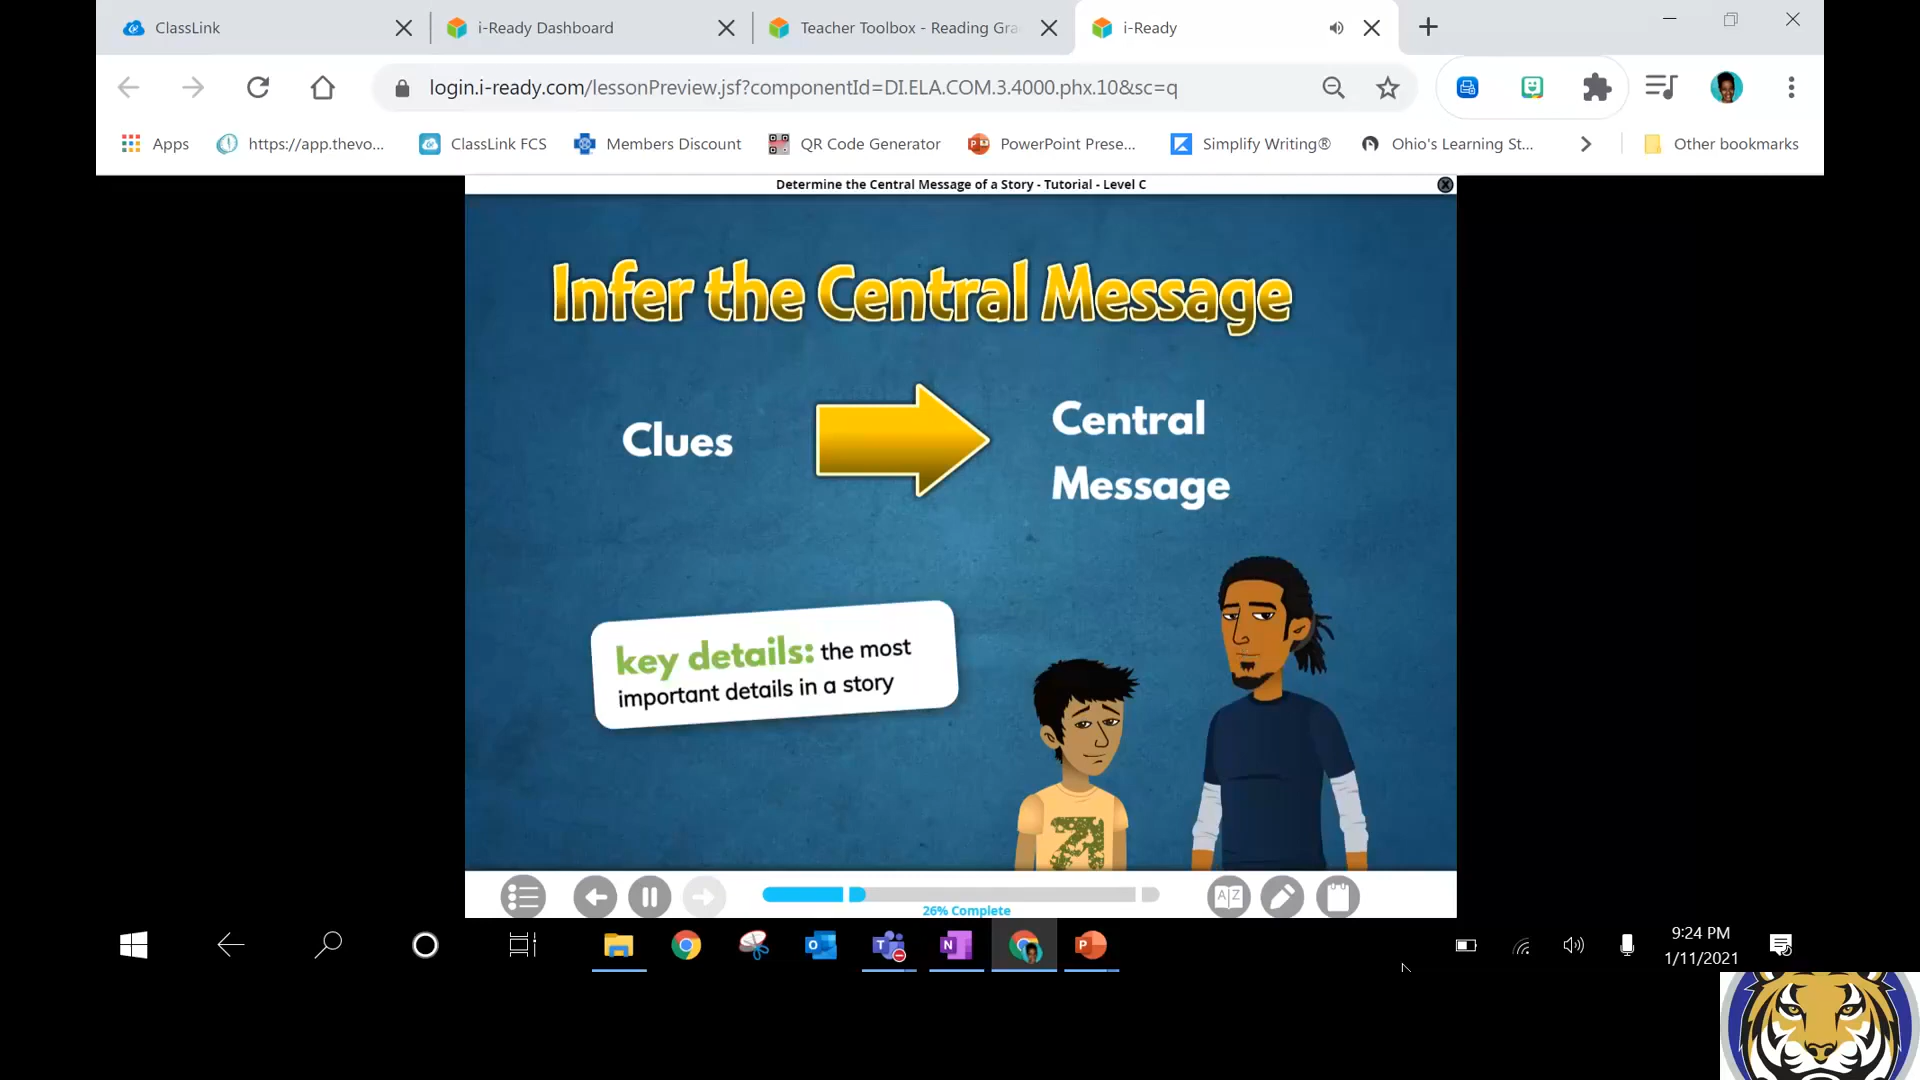 ClassLink
i-Ready Dashboard
Teacher Toolbox - Reading Gra
i-Ready
login.i-ready.com/lessonPreview.jsf?componentId=DI.ELA.COM.3.4000.phx.10&sc=q
Apps
https://app.thevo...
ClassLink FCS
Members Discount
QR Code Generator
PowerPoint Prese...
Simplify Writing®
Ohio's Learning St...
Other bookmarks
Determine the Central Message of a Story - Tutorial - Level C
Infer the Central Message
Clues
Central
Message
key details: the most
important details in a story
26% Complete
A Z
9:24 PM
1/11/2021